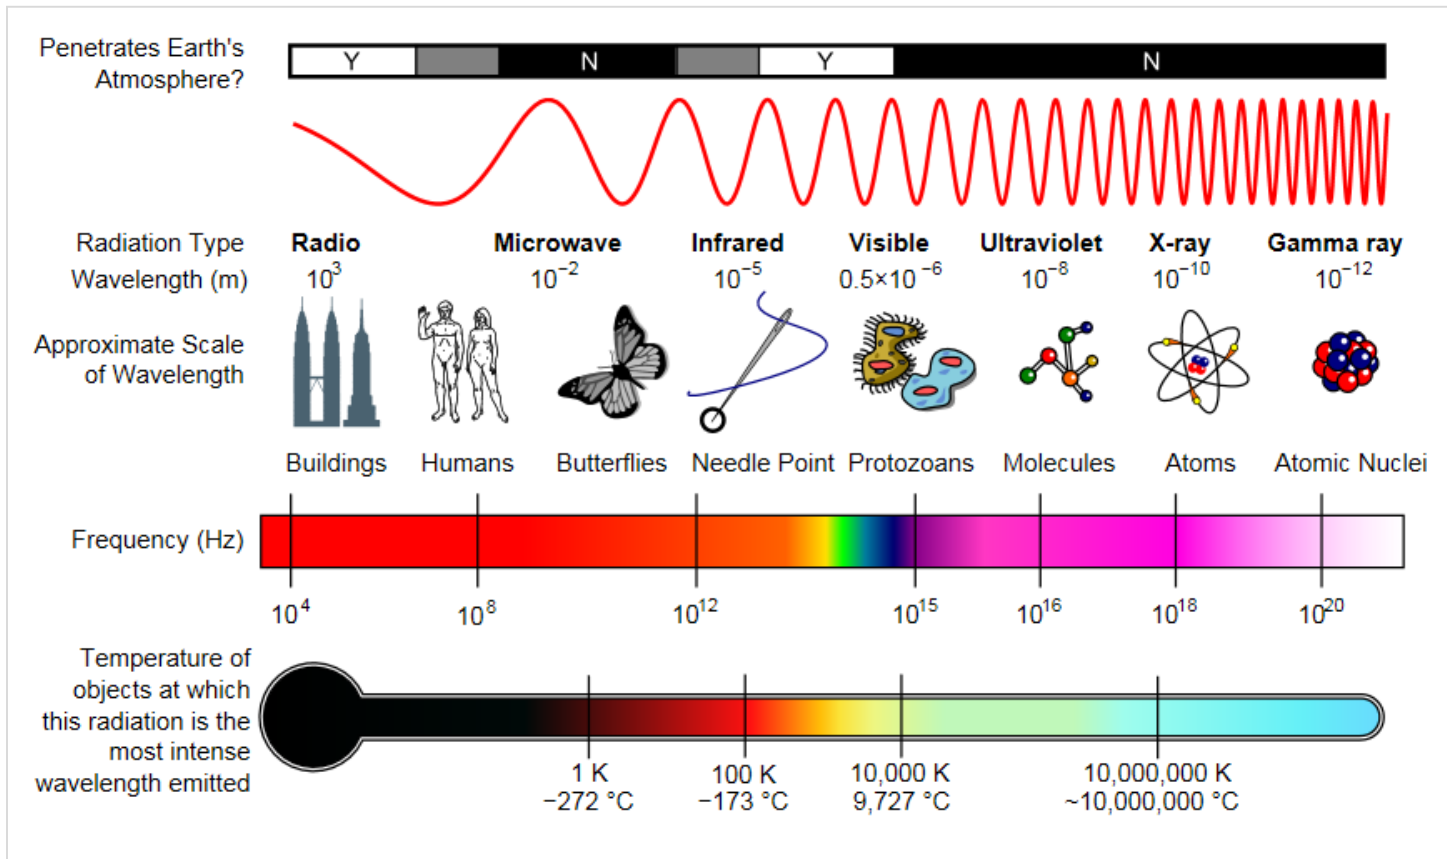 Penetrates Earth's
Atmosphere?
Y N Y N
Radiation Type Radio Microwave Infrared Visible Ultraviolet X-ray Gamma ray
Wavelength (m) 10³ 10⁻² 10⁻⁵ 0.5×10⁻⁶ 10⁻⁸ 10⁻¹⁰ 10⁻¹²
Approximate Scale
of Wavelength
Buildings Humans Butterflies Needle Point Protozoans Molecules Atoms Atomic Nuclei
Frequency (Hz)
10⁴ 10⁸ 10¹² 10¹⁵ 10¹⁶ 10¹⁸ 10²⁰
Temperature of
objects at which
this radiation is the
most intense
wavelength emitted
1 K 100 K 10,000 K 10,000,000 K
−272 °C −173 °C 9,727 °C ~10,000,000 °C